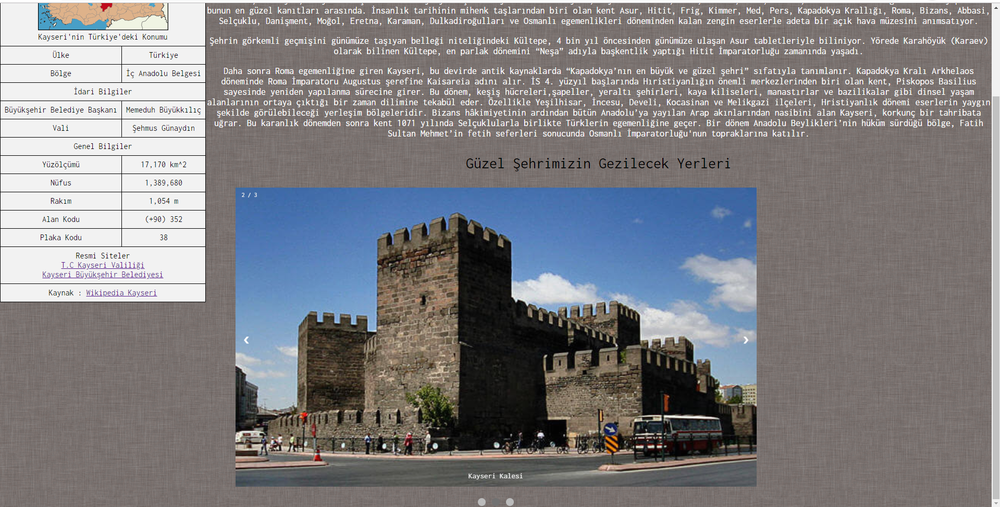 Kayseri'nin Türkiye'deki Konumu
Ülke Türkiye
Bölge İç Anadolu Belgesi
İdari Bilgiler
Büyükşehir Belediye Başkanı Memeduh Büyükkılıç
Vali Şehmus Günaydın
Genel Bilgiler
Yüzölçümü 17,170 km^2
Nüfus 1,389,680
Rakım 1,054 m
Alan Kodu (+90) 352
Plaka Kodu 38
Resmi Siteler
T.C Kayseri Valiliği
Kayseri Büyükşehir Belediyesi
Kaynak : Wikipedia Kayseri
bunun en güzel kanıtları arasında. İnsanlık tarihinin mihenk taşlarından biri olan kent Asur, Hitit, Frig, Kimmer, Med, Pers, Kapadokya Krallığı, Roma, Bizans, Abbasi,
Selçuklu, Danişment, Moğol, Eretna, Karaman, Dulkadiroğulları ve Osmanlı egemenlikleri döneminden kalan zengin eserlerle adeta bir açık hava müzesini anımsatıyor.
Şehrin görkemli geçmişini günümüze taşıyan belleği niteliğindeki Kültepe, 4 bin yıl öncesinden günümüze ulaşan Asur tabletleriyle biliniyor. Yörede Karahöyük (Karaev)
olarak bilinen Kültepe, en parlak dönemini “Neşa” adıyla başkentlik yaptığı Hitit İmparatorluğu zamanında yaşadı.
Daha sonra Roma egemenliğine giren Kayseri, bu devirde antik kaynaklarda “Kapadokya’nın en büyük ve güzel şehri” sıfatıyla tanımlanır. Kapadokya Kralı Arkhelaos
döneminde Roma İmparatoru Augustus şerefine Kaisareia adını alır. İS 4. yüzyıl başlarında Hıristiyanlığın önemli merkezlerinden biri olan kent, Piskopos Basilius
sayesinde yeniden yapılanma sürecine girer. Bu dönem, keşiş hücreleri,şapeller, yeraltı şehirleri, kaya kiliseleri, manastırlar ve bazilikalar gibi dinsel yaşam
alanlarının ortaya çıktığı bir zaman dilimine tekabül eder. Özellikle Yeşilhisar, İncesu, Develi, Kocasinan ve Melikgazi ilçeleri, Hristiyanlık dönemi eserlerin yaygın
şekilde görülebileceği yerleşim bölgeleridir. Bizans hâkimiyetinin ardından bütün Anadolu’ya yayılan Arap akınlarından nasibini alan Kayseri, korkunç bir tahribata
uğrar. Bu karanlık dönemden sonra kent 1071 yılında Selçuklularla birlikte Türklerin egemenliğine geçer. Bir dönem Anadolu Beylikleri’nin hüküm sürdüğü bölge, Fatih
Sultan Mehmet’in fetih seferleri sonucunda Osmanlı İmparatorluğu'nun topraklarına katılır.
Güzel Şehrimizin Gezilecek Yerleri
2 / 3
Kayseri Kalesi